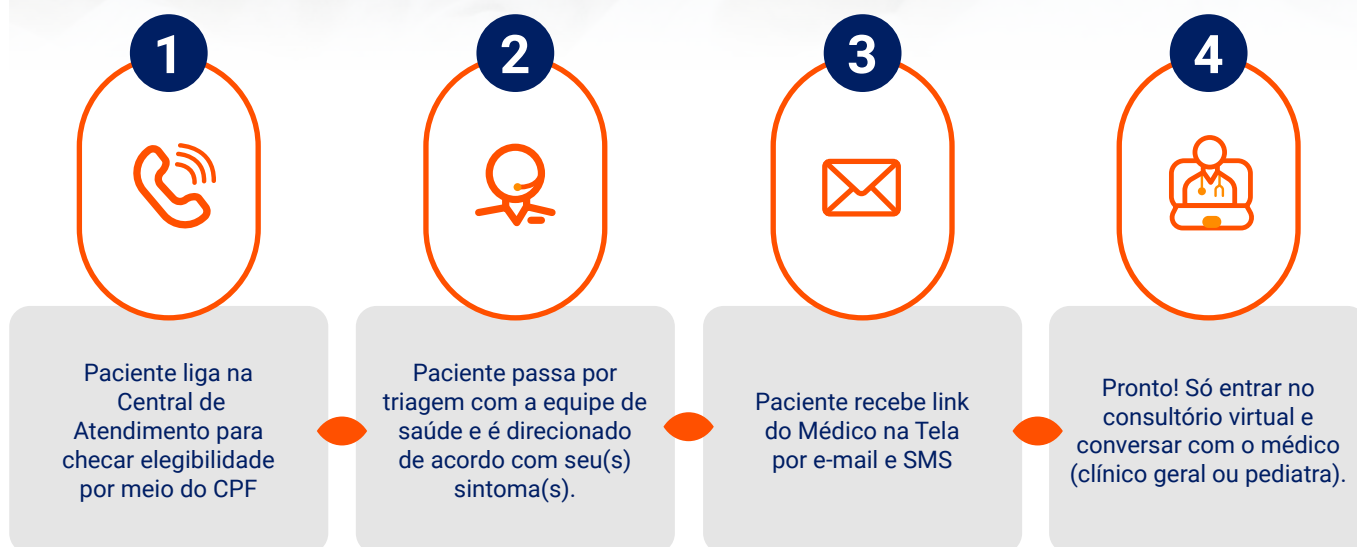 1
Paciente liga na
Central de
Atendimento para
checar elegibilidade
por meio do CPF
2
Paciente passa por
triagem com a equipe de
saúde e é direcionado
de acordo com seu(s)
sintoma(s).
3
Paciente recebe link
do Médico na Tela
por e-mail e SMS
4
Pronto! Só entrar no
consultório virtual e
conversar com o médico
(clínico geral ou pediatra).